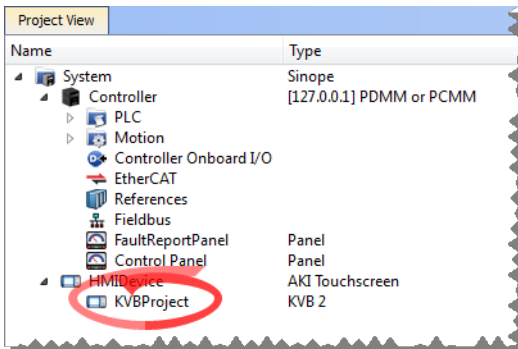 Project View
Name Type
System Sinope
Controller [127.0.0.1] PDMM or PCMM
PLC
Motion
Controller Onboard I/O
EtherCAT
References
Fieldbus
FaultReportPanel Panel
Control Panel Panel
HMIDevice AKI Touchscreen
KVBProject KVB 2